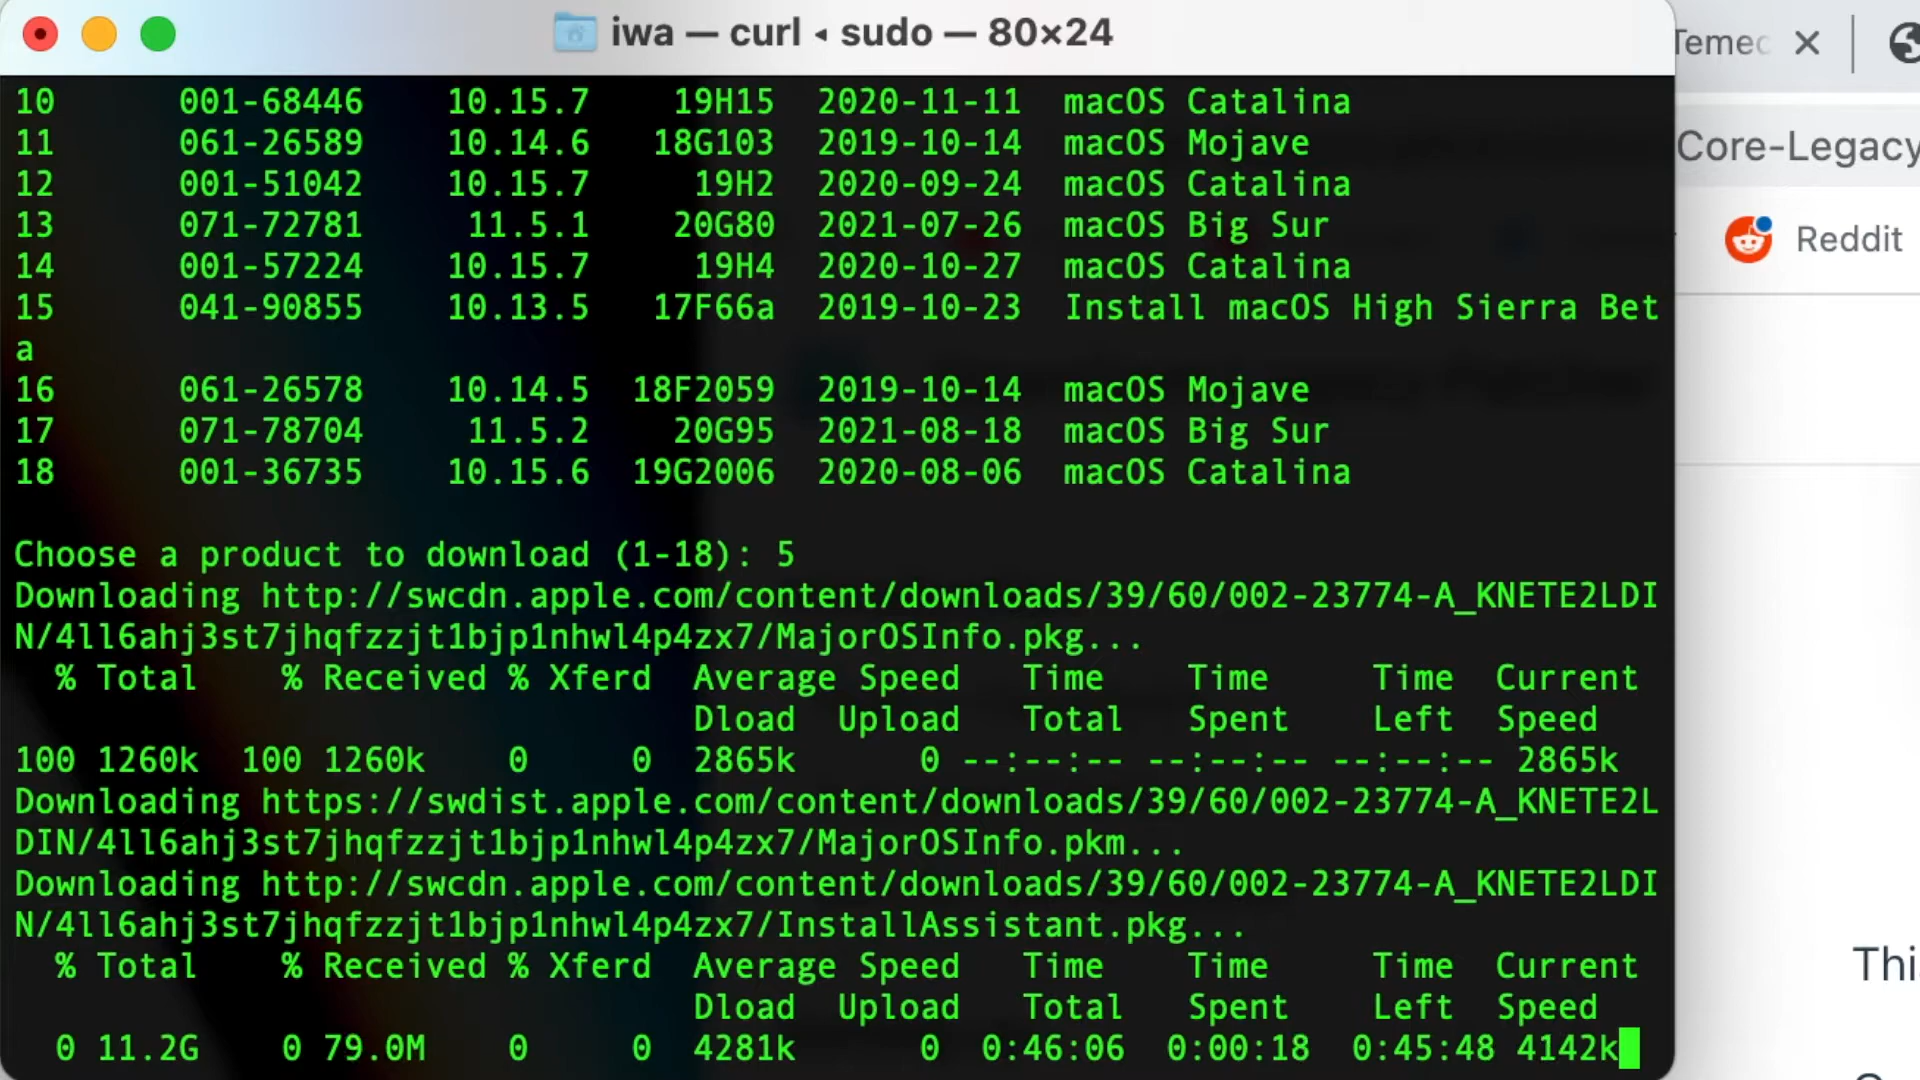 iwa — curl ◂ sudo — 80×24
Temec
10 001-68446 10.15.7 19H15 2020-11-11 macOS Catalina
11 061-26589 10.14.6 18G103 2019-10-14 macOS Mojave
Core-Legacy
12 001-51042 10.15.7 19H2 2020-09-24 macOS Catalina
13 071-72781 11.5.1 20G80 2021-07-26 macOS Big Sur
Reddit
14 001-57224 10.15.7 19H4 2020-10-27 macOS Catalina
15 041-90855 10.13.5 17F66a 2019-10-23 Install macOS High Sierra Bet
a
16 061-26578 10.14.5 18F2059 2019-10-14 macOS Mojave
17 071-78704 11.5.2 20G95 2021-08-18 macOS Big Sur
18 001-36735 10.15.6 19G2006 2020-08-06 macOS Catalina
Choose a product to download (1-18): 5
Downloading http://swcdn.apple.com/content/downloads/39/60/002-23774-A_KNETE2LDI
N/4ll6ahj3st7jhqfzzjt1bjp1nhwl4p4zx7/MajorOSInfo.pkg...
% Total % Received % Xferd Average Speed Time Time Time Current
Dload Upload Total Spent Left Speed
100 1260k 100 1260k 0 0 2865k 0 --:--:-- --:--:-- --:--:-- 2865k
Downloading https://swdist.apple.com/content/downloads/39/60/002-23774-A_KNETE2L
DIN/4ll6ahj3st7jhqfzzjt1bjp1nhwl4p4zx7/MajorOSInfo.pkm...
Downloading http://swcdn.apple.com/content/downloads/39/60/002-23774-A_KNETE2LDI
N/4ll6ahj3st7jhqfzzjt1bjp1nhwl4p4zx7/InstallAssistant.pkg...
% Total % Received % Xferd Average Speed Time Time Time Current
Thi
Dload Upload Total Spent Left Speed
0 11.2G 0 79.0M 0 0 4281k 0 0:46:06 0:00:18 0:45:48 4142k